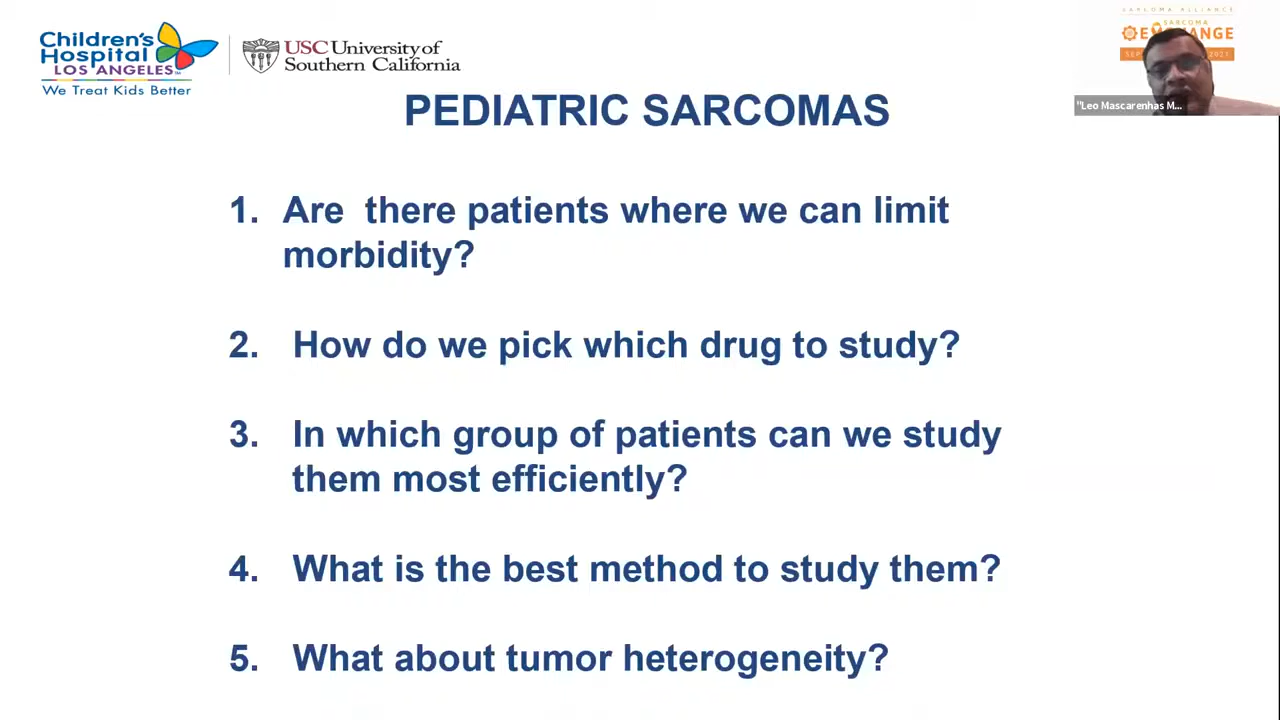 Children's
Hospital
LOS ANGELES
We Treat Kids Better
USC University of
Southern California
SARCOMA ALLIANCE
SARCOMA
"Leo Mascarenhas M...
PEDIATRIC SARCOMAS
1. Are there patients where we can limit
morbidity?
2. How do we pick which drug to study?
3. In which group of patients can we study
them most efficiently?
4. What is the best method to study them?
5. What about tumor heterogeneity?